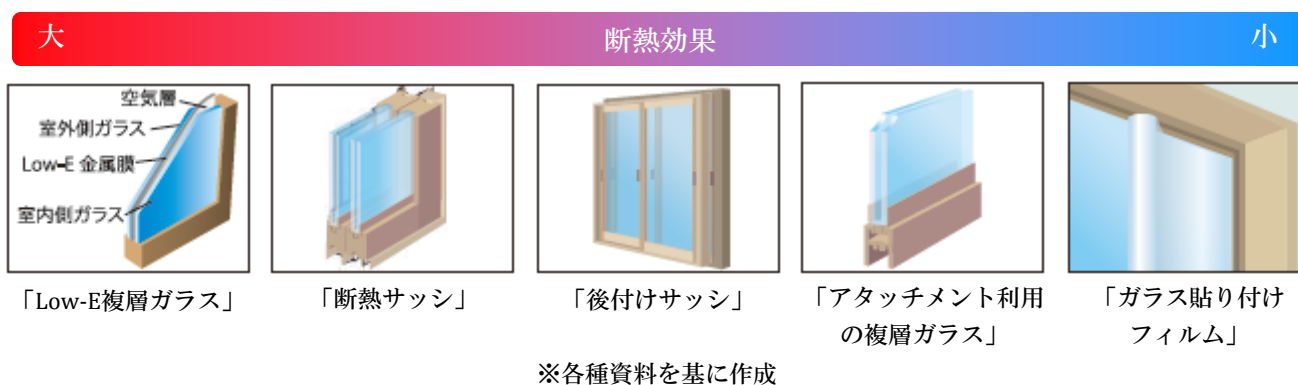 大 断熱効果 小
空気層
室外側ガラス
Low-E 金属膜
室内側ガラス
「Low-E複層ガラス」
「断熱サッシ」
「後付けサッシ」
「アタッチメント利用
の複層ガラス」
「ガラス貼り付け
フィルム」
※各種資料を基に作成